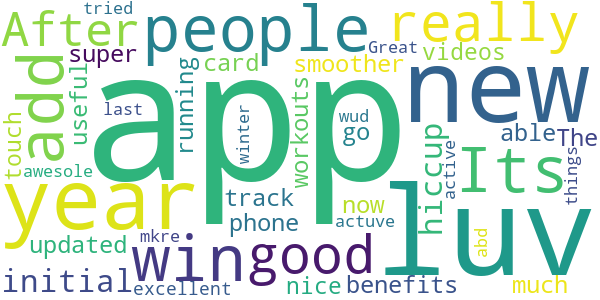 After people really
tried
super
Great
add
useful
running
card
smoother
videos
app
new
touch
last
winter
workouts
wud
go
hiccup
able
The
active
things
awesole
year
Its
luv
track
now
phone
actuve
updated
win
good
mkre
abd
initial
excellent
nice
benefits
much